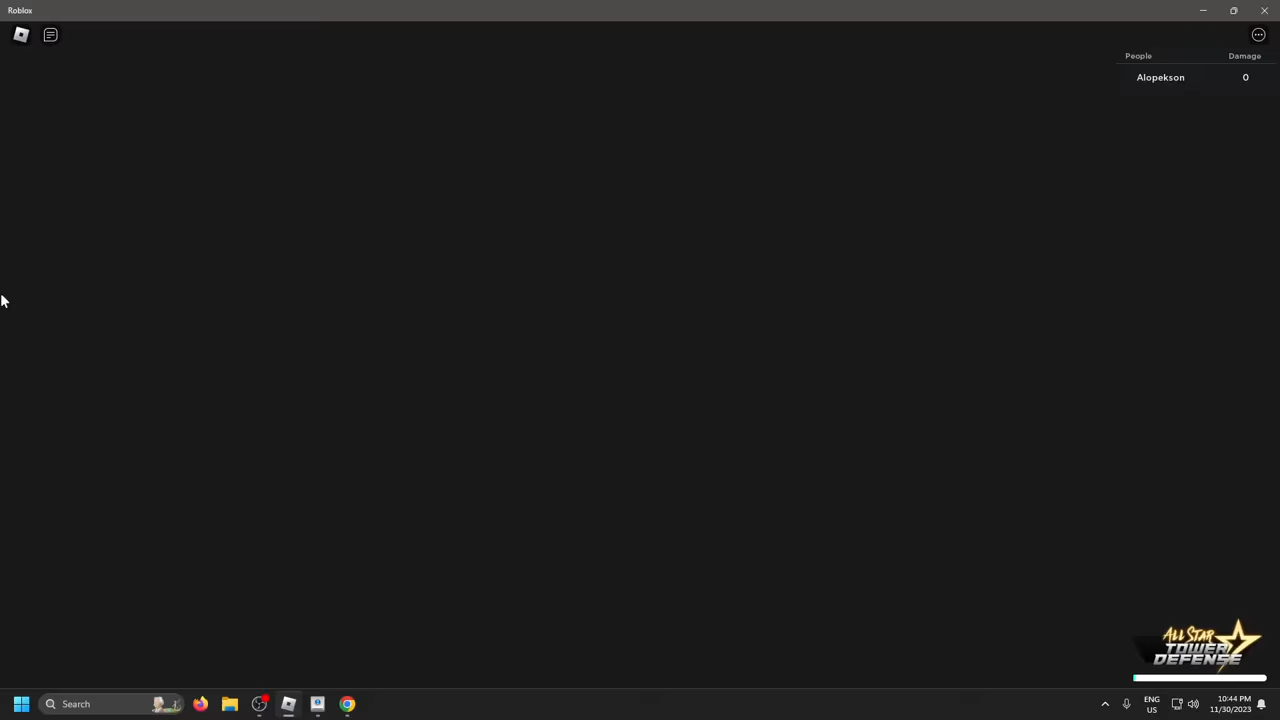 Roblox
People Damage
Alopekson 0
ALL STAR
TOWER
DEFENSE
Search
ENG
US
10:44 PM
11/30/2023